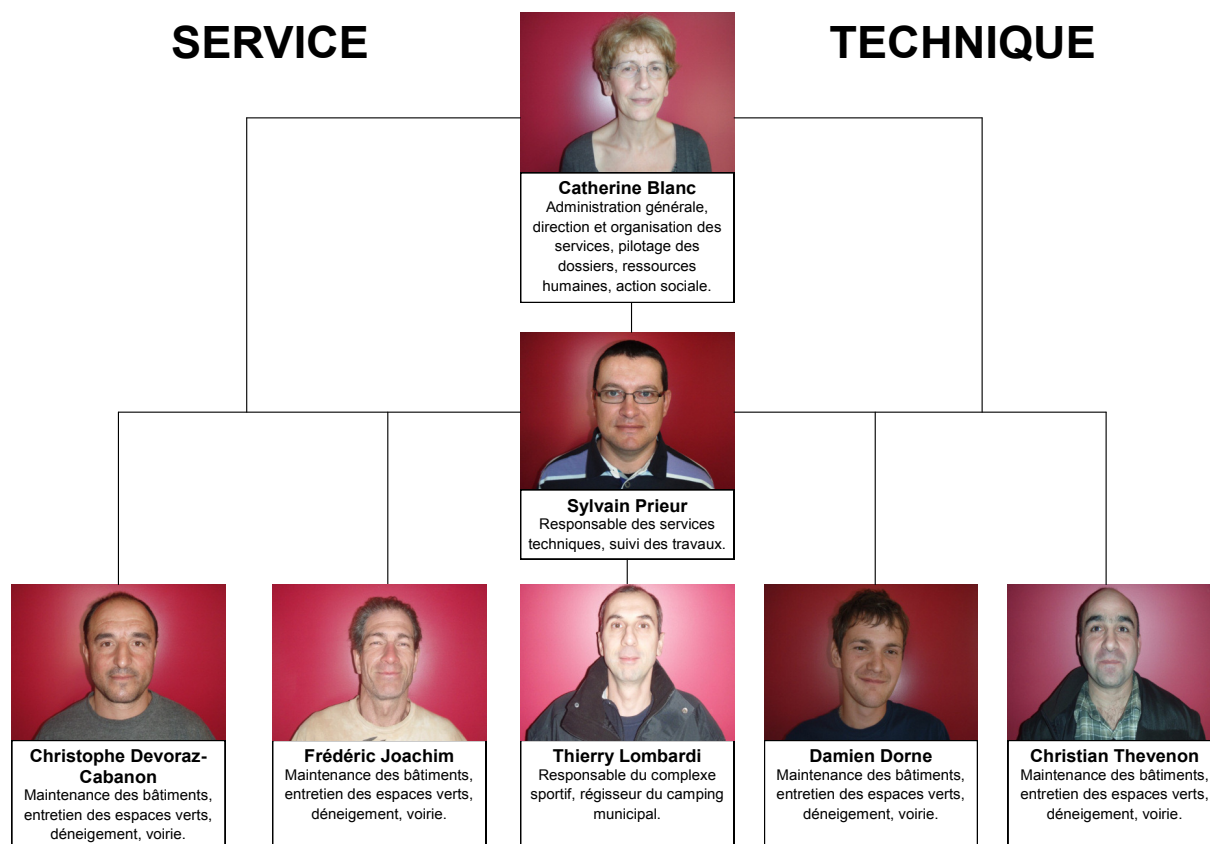 SERVICE TECHNIQUE
Catherine Blanc
Administration générale,
direction et organisation des
services, pilotage des
dossiers, ressources
humaines, action sociale.
Sylvain Prieur
Responsable des services
techniques, suivi des travaux.
Christophe Devoraz-
Cabanon
Maintenance des bâtiments,
entretien des espaces verts,
déneigement, voirie.
Frédéric Joachim
Maintenance des bâtiments,
entretien des espaces verts,
déneigement, voirie.
Thierry Lombardi
Responsable du complexe
sportif, régisseur du camping
municipal.
Damien Dorne
Maintenance des bâtiments,
entretien des espaces verts,
déneigement, voirie.
Christian Thevenon
Maintenance des bâtiments,
entretien des espaces verts,
déneigement, voirie.